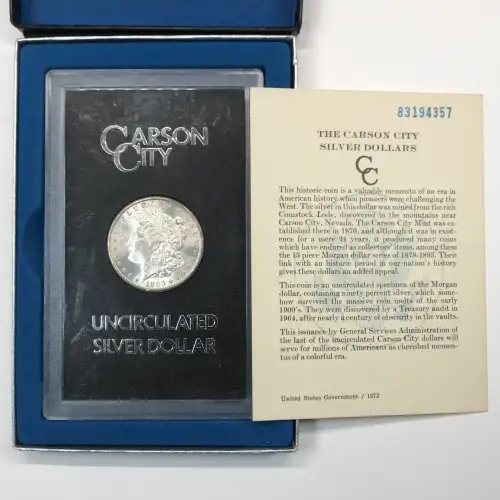 CARSON
CITY
1883
UNCIRCULATED
SILVER DOLLAR
83194357
THE CARSON CITY
SILVER DOLLARS
CC
This historic coin is a valuable memento of an era in
American history when pioneers were challenging the
West. The silver in this dollar was mined from the rich
Comstock Lode, discovered in the mountains near
Carson City, Nevada. The Carson City Mint was es-
tablished there in 1870, and although it was in exist-
ence for a mere 24 years, it produced many coins
which have endured as collectors' items, among them
the 13 piece Morgan dollar series of 1878-1893. Their
link with an historic period in our nation's history
gives these dollars an added appeal.
This coin is an uncirculated specimen of the Morgan
dollar, containing ninety percent silver, which some-
how survived the massive coin melts of the early
1900's. They were discovered by a Treasury audit in
1964, after nearly a century of obscurity in the vaults.
This issuance by General Services Administration of
the last of the uncirculated Carson City dollars will
serve for millions of Americans as cherished memen-
tos of a colorful era.
United States Government / 1972